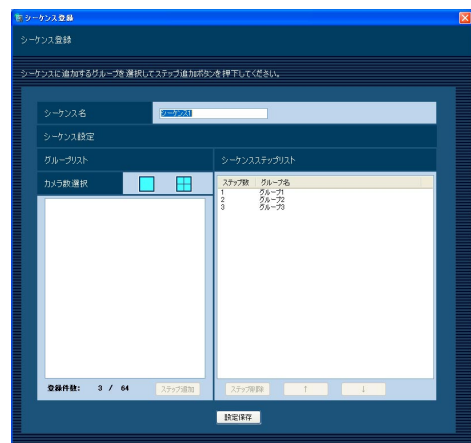 シーケンス登録
シーケンス登録
シーケンスに追加するグループを選択してステップ追加ボタンを押下してください。
シーケンス名 シーケンス1
シーケンス設定
グループリスト シーケンスステップリスト
カメラ数選択
ステップ数 グループ名
1 グループ1
2 グループ2
3 グループ3
登録件数: 3 / 64 ステップ追加 ステップ削除 ↑ ↓
設定保存